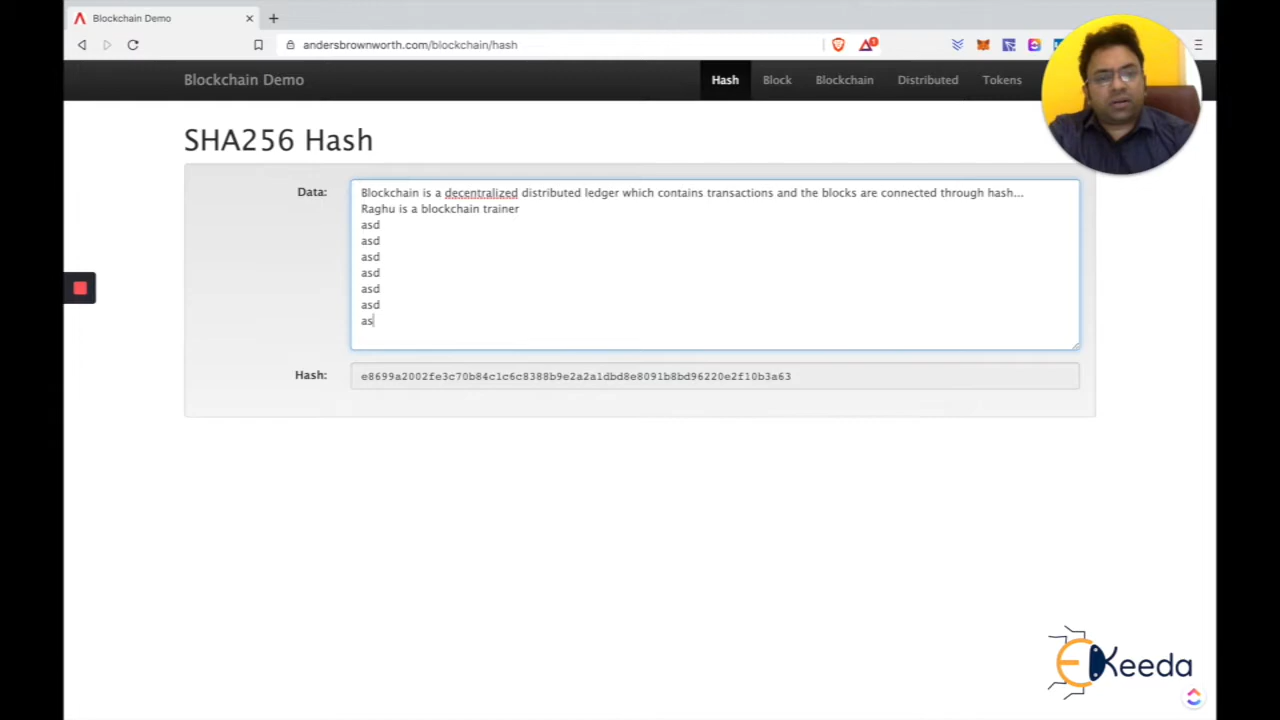 Blockchain Demo
andersbrownworth.com/blockchain/hash
1
Blockchain Demo
Hash
Block
Blockchain
Distributed
Tokens
SHA256 Hash
Data:
Blockchain is a decentralized distributed ledger which contains transactions and the blocks are connected through hash...
Raghu is a blockchain trainer
asd
asd
asd
asd
asd
asd
as
Hash:
e8699a2002fe3c70b84c1c6c8388b9e2a2a1dbd8e8091b8bd96220e2f10b3a63
EKeeda